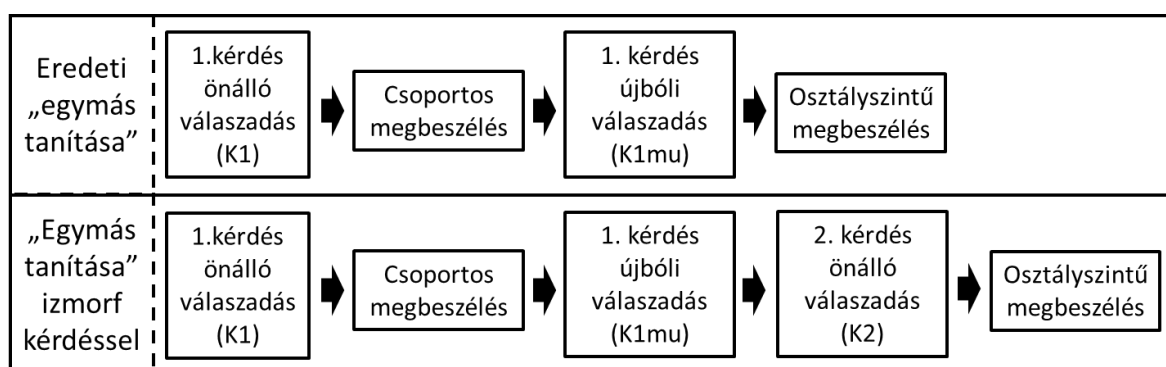 Eredeti
„egymás
tanítása”
1.kérdés
önálló
válaszadás
(K1)
Csoportos
megbeszélés
1. kérdés
újbóli
válaszadás
(K1mu)
Osztályszintű
megbeszélés
„Egymás
tanítása”
izmorf
kérdéssel
1.kérdés
önálló
válaszadás
(K1)
Csoportos
megbeszélés
1. kérdés
újbóli
válaszadás
(K1mu)
2. kérdés
önálló
válaszadás
(K2)
Osztályszintű
megbeszélés